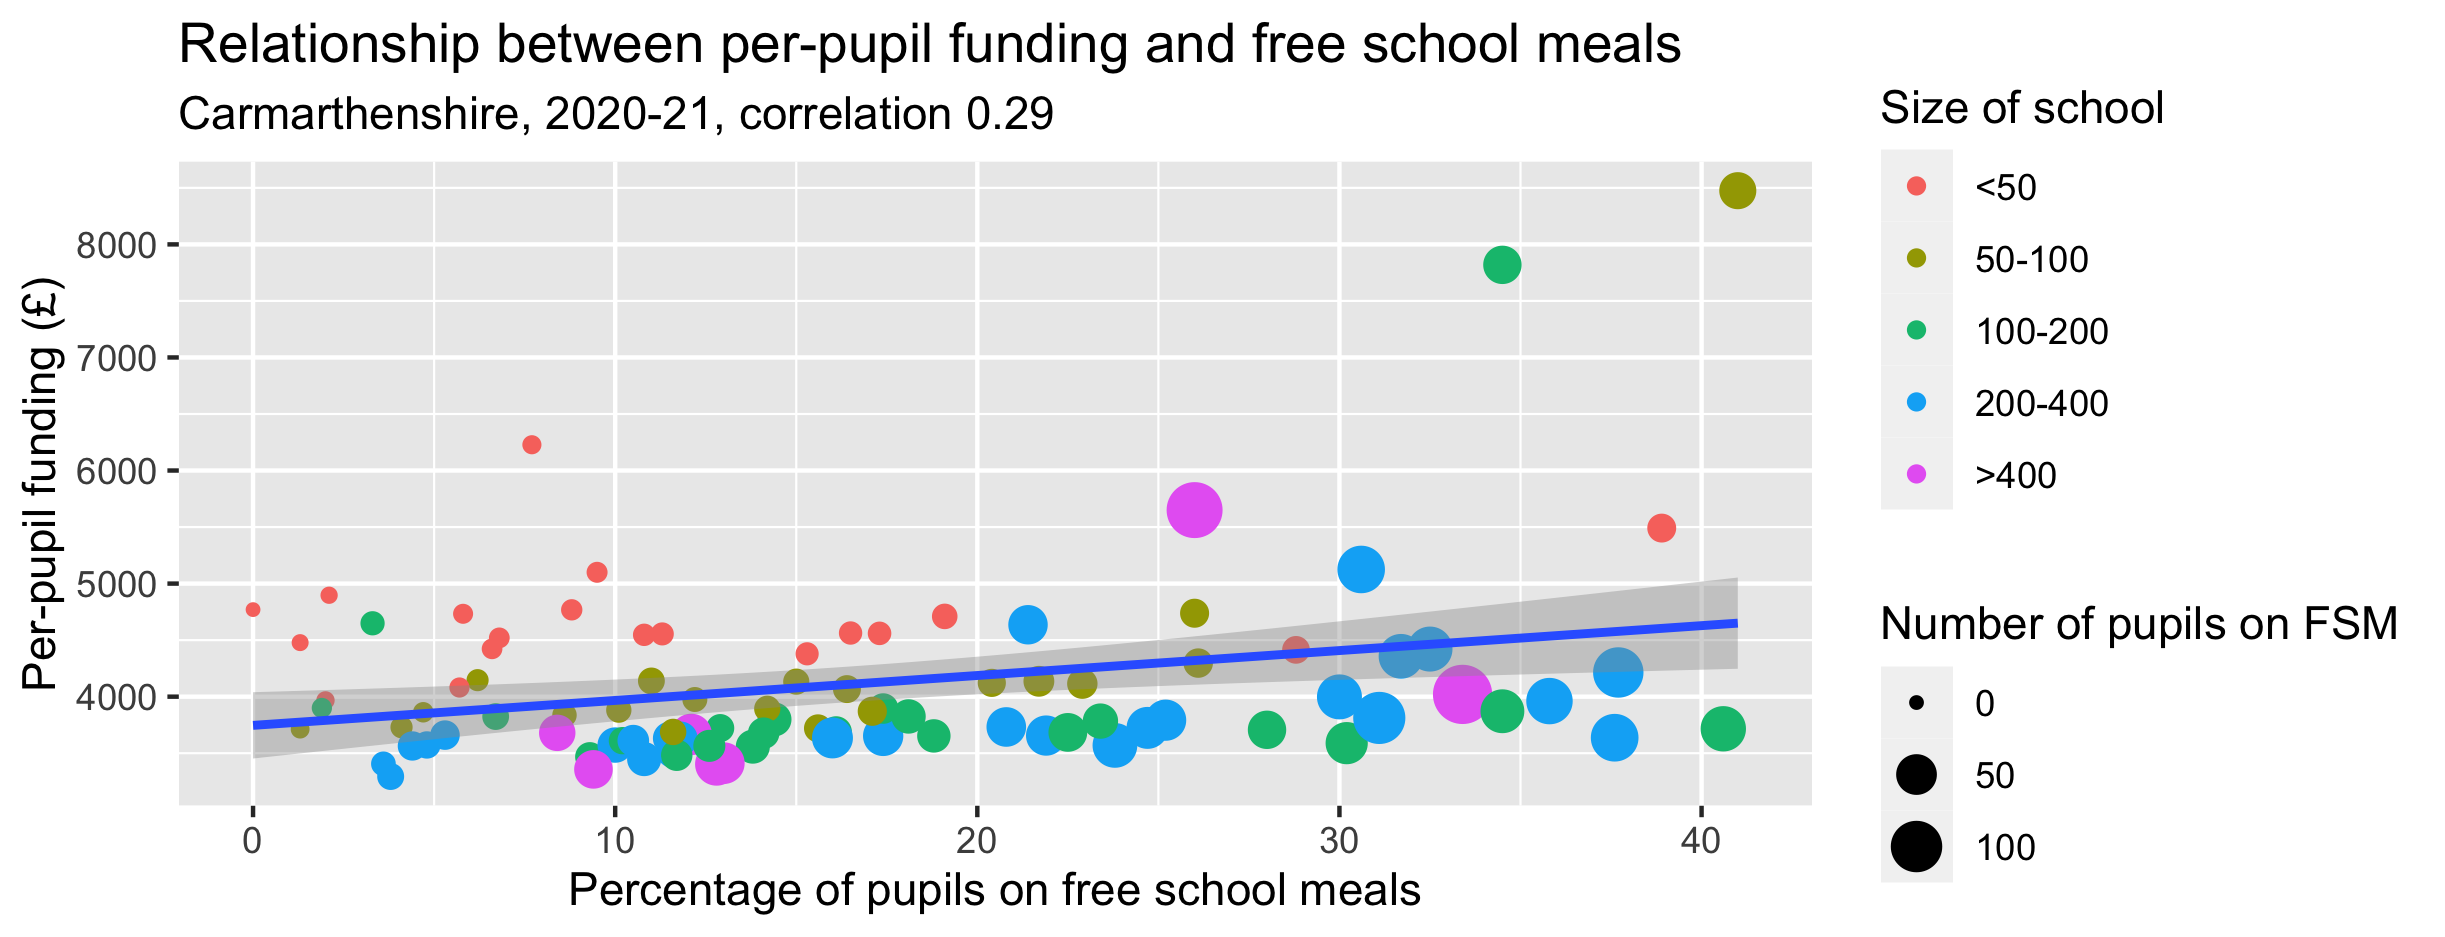 Relationship between per-pupil funding and free school meals
Carmarthenshire, 2020-21, correlation 0.29
Per-pupil funding (£)
8000
7000
6000
5000
4000
0 10 20 30 40
Percentage of pupils on free school meals
Size of school
<50
50-100
100-200
200-400
>400
Number of pupils on FSM
0
50
100